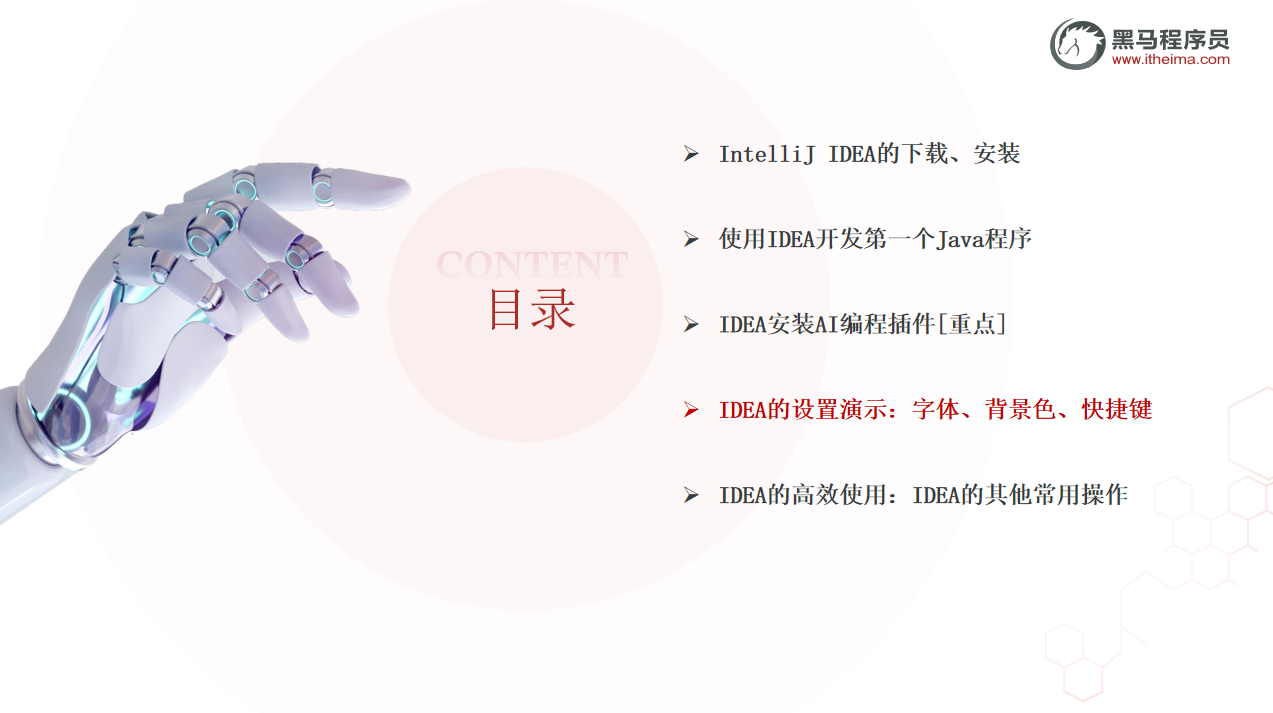 黑马程序员
www.itheima.com
CONTENT
目录
IntelliJ IDEA的下载、安装
使用IDEA开发第一个Java程序
IDEA安装AI编程插件[重点]
IDEA的设置演示：字体、背景色、快捷键
IDEA的高效使用：IDEA的其他常用操作